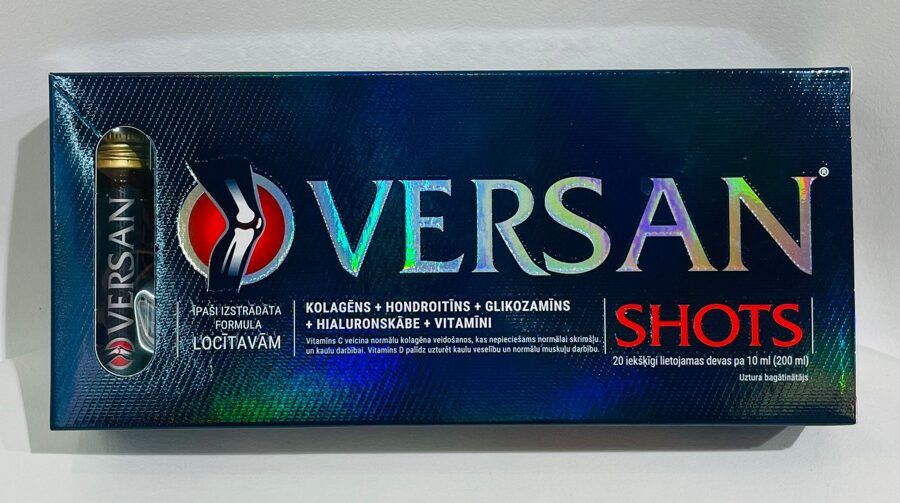 VERSAN
VERSAN®
ĪPAŠI IZSTRĀDĀTA
FORMULA
LOCĪTAVĀM
KOLAGĒNS + HONDROITĪNS + GLIKOZAMĪNS
+ HIALURONSKĀBE + VITAMĪNI
Vitamīns C veicina normālu kolagēna veidošanos, kas nepieciešams normālai skrimšļu
un kaulu darbībai. Vitamīns D palīdz uzturēt kaulu veselību un normālu muskuļu darbību.
SHOTS
20 iekšķīgi lietojamas devas pa 10 ml (200 ml)
Uztura bagātinātājs